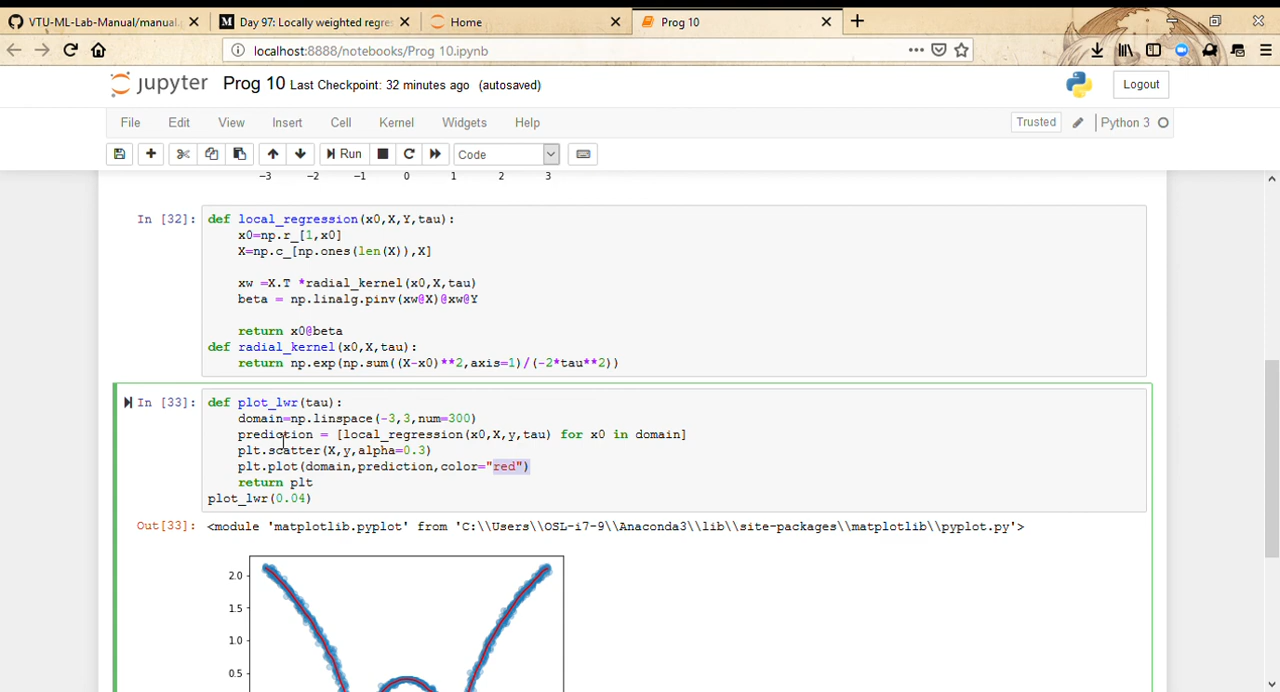 VTU-ML-Lab-Manual/manual.
Day 97: Locally weighted regres
Home
Prog 10
localhost:8888/notebooks/Prog 10.ipynb
jupyter Prog 10 Last Checkpoint: 32 minutes ago (autosaved)
Logout
File Edit View Insert Cell Kernel Widgets Help
Trusted Python 3
Run Code
−3 −2 −1 0 1 2 3
In [32]: def local_regression(x0,X,Y,tau):
x0=np.r_[1,x0]
X=np.c_[np.ones(len(X)),X]
xw =X.T *radial_kernel(x0,X,tau)
beta = np.linalg.pinv(xw@X)@xw@Y
return x0@beta
def radial_kernel(x0,X,tau):
return np.exp(np.sum((X-x0)**2,axis=1)/(-2*tau**2))
In [33]: def plot_lwr(tau):
domain=np.linspace(-3,3,num=300)
prediction = [local_regression(x0,X,y,tau) for x0 in domain]
plt.scatter(X,y,alpha=0.3)
plt.plot(domain,prediction,color="red")
return plt
plot_lwr(0.04)
Out[33]: <module 'matplotlib.pyplot' from 'C:\\Users\\OSL-i7-9\\Anaconda3\\lib\\site-packages\\matplotlib\\pyplot.py'>
2.0
1.5
1.0
0.5